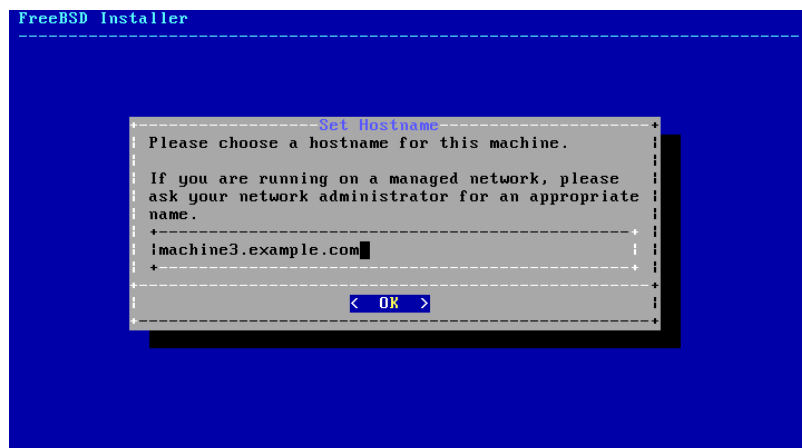 FreeBSD Installer
Set Hostname
Please choose a hostname for this machine.
If you are running on a managed network, please
ask your network administrator for an appropriate
name.
machine3.example.com
< OK >